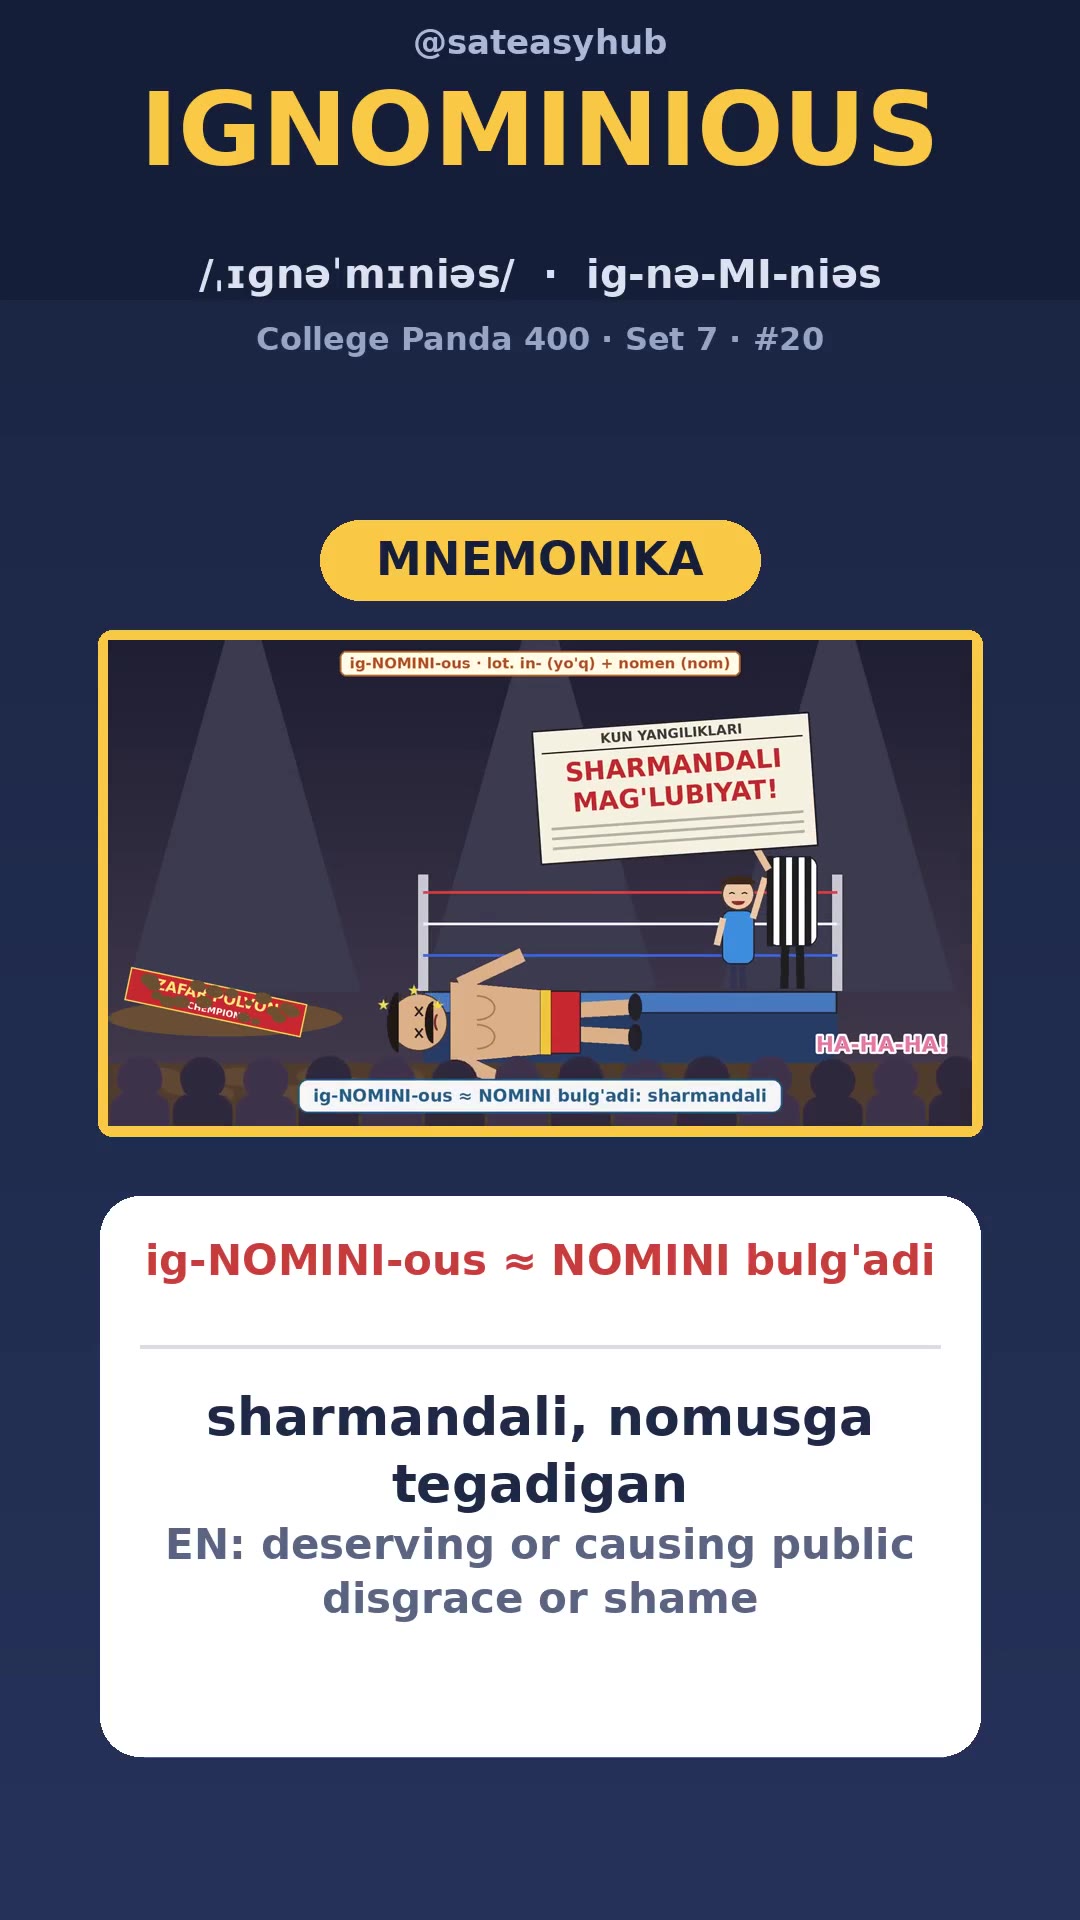 @sateasyhub
IGNOMINIOUS
/ˌɪɡnəˈmɪniəs/ · ig-nə-MI-niəs
College Panda 400 · Set 7 · #20
MNEMONIKA
ig-NOMINI-ous · lot. in- (yo'q) + nomen (nom)
KUN YANGILIKLARI
SHARMANDALI
MAG'LUBIYAT!
CHEMPION
HA-HA-HA!
ig-NOMINI-ous ≈ NOMINI bulg'adi: sharmandali
ig-NOMINI-ous ≈ NOMINI bulg'adi
sharmandali, nomusga
tegadigan
EN: deserving or causing public
disgrace or shame